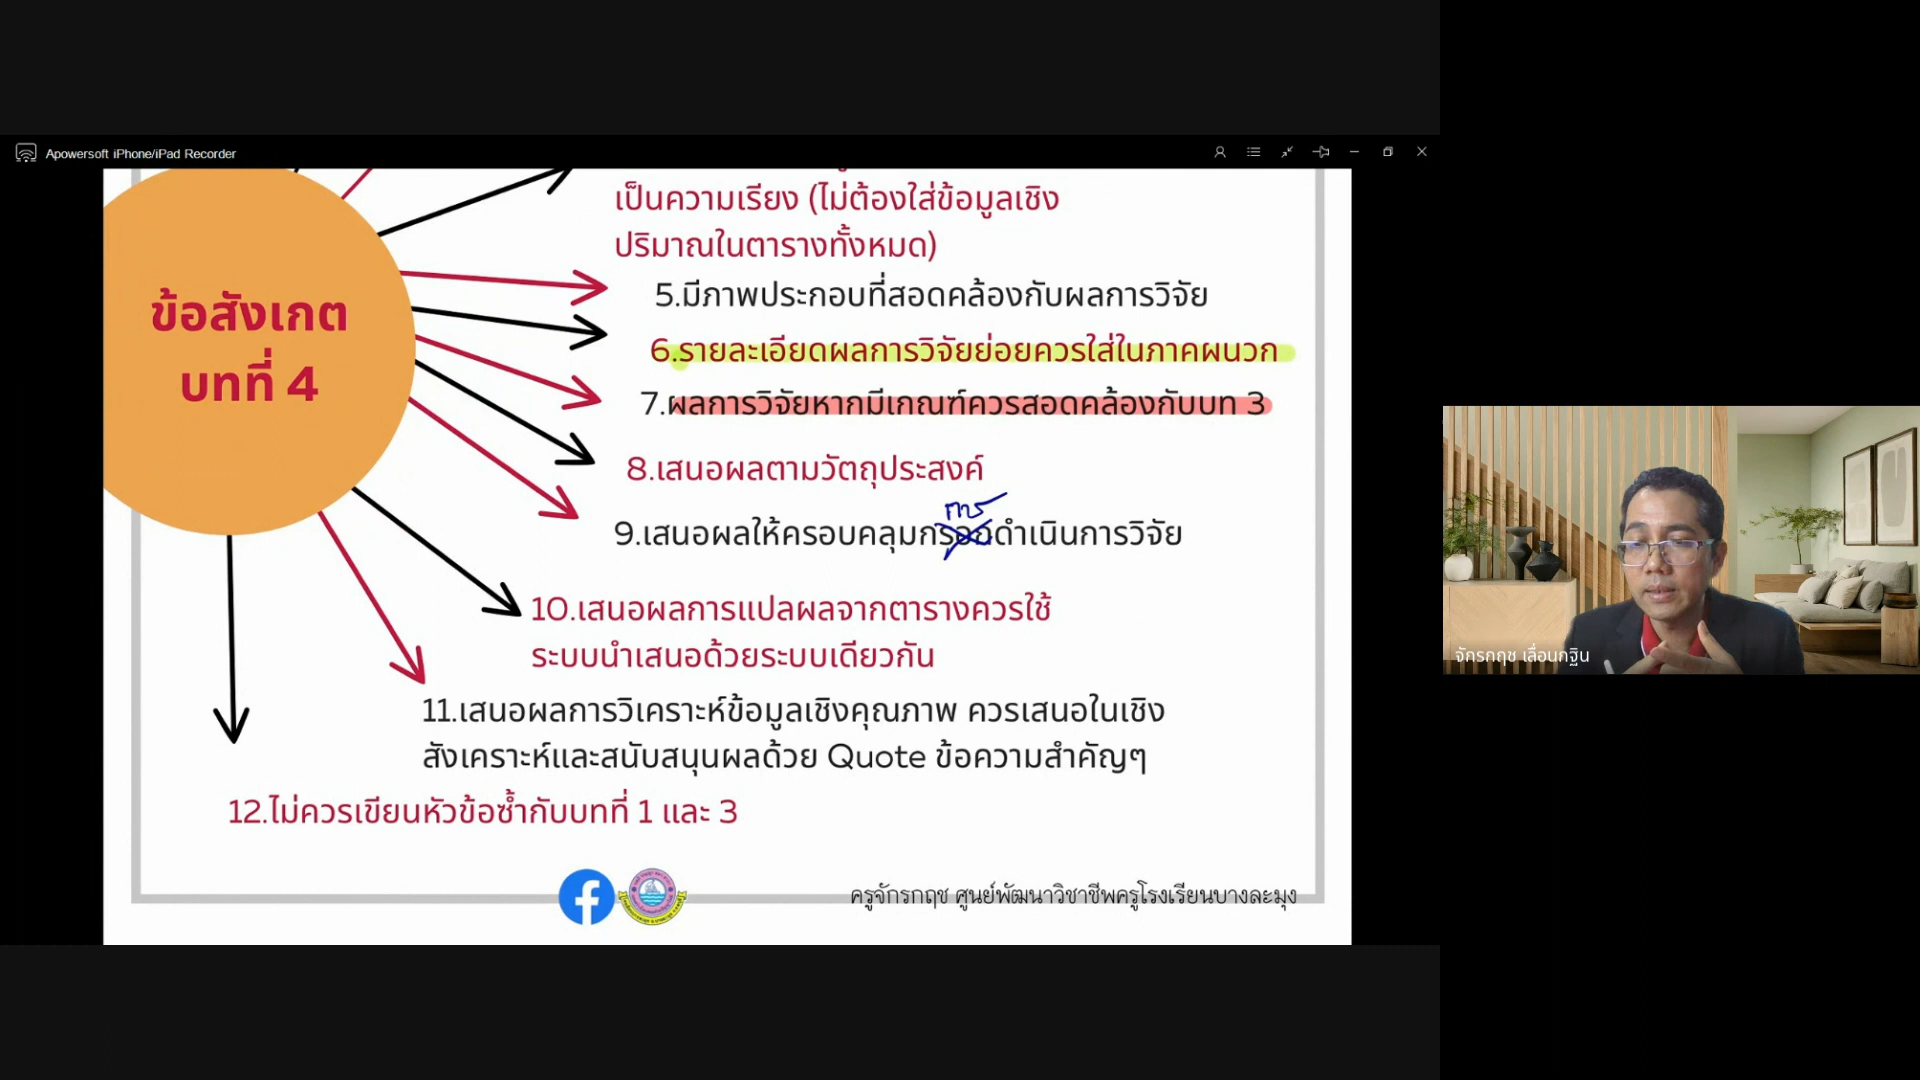 Apowersoft iPhone/iPad Recorder
เป็นความเรียง (ไม่ต้องใส่ข้อมูลเชิง
ปริมาณในตารางทั้งหมด)
ข้อสังเกต
บทที่ 4
5.มีภาพประกอบที่สอดคล้องกับผลการวิจัย
6.รายละเอียดผลการวิจัยย่อยควรใส่ในภาคผนวก
7.ผลการวิจัยหากมีเกณฑ์ควรสอดคล้องกับบท 3
8.เสนอผลตามวัตถุประสงค์
การ
9.เสนอผลให้ครอบคลุมกรอกดำเนินการวิจัย
10.เสนอผลการแปลผลจากตารางควรใช้
ระบบนำเสนอด้วยระบบเดียวกัน
11.เสนอผลการวิเคราะห์ข้อมูลเชิงคุณภาพ ควรเสนอในเชิง
สังเคราะห์และสนับสนุนผลด้วย Quote ข้อความสำคัญๆ
12.ไม่ควรเขียนหัวข้อซ้ำกับบทที่ 1 และ 3
ครูจักรกฤช ศูนย์พัฒนาวิชาชีพครูโรงเรียนบางละมุง
จักรกฤช เลื่อนกฐิน